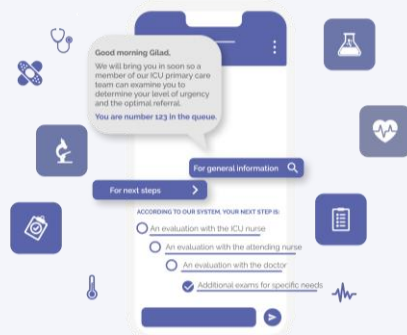 Good morning Gilad,
We will bring you in soon so a
member of our ICU primary care
team can examine you to
determine your level of urgency
and the optimal referral.
You are number 123 in the queue.
For general information
For next steps
ACCORDING TO OUR SYSTEM, YOUR NEXT STEP IS:
An evaluation with the ICU nurse
An evaluation with the attending nurse
An evaluation with the doctor
Additional exams for specific needs